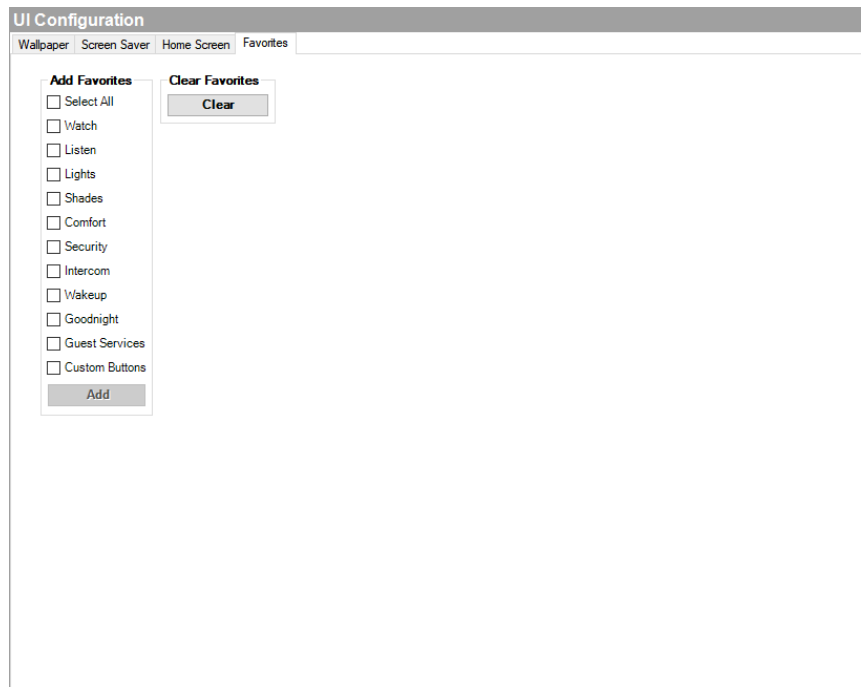 UI Configuration
Wallpaper Screen Saver Home Screen Favorites
Add Favorites
Select All
Watch
Listen
Lights
Shades
Comfort
Security
Intercom
Wakeup
Goodnight
Guest Services
Custom Buttons
Add
Clear Favorites
Clear